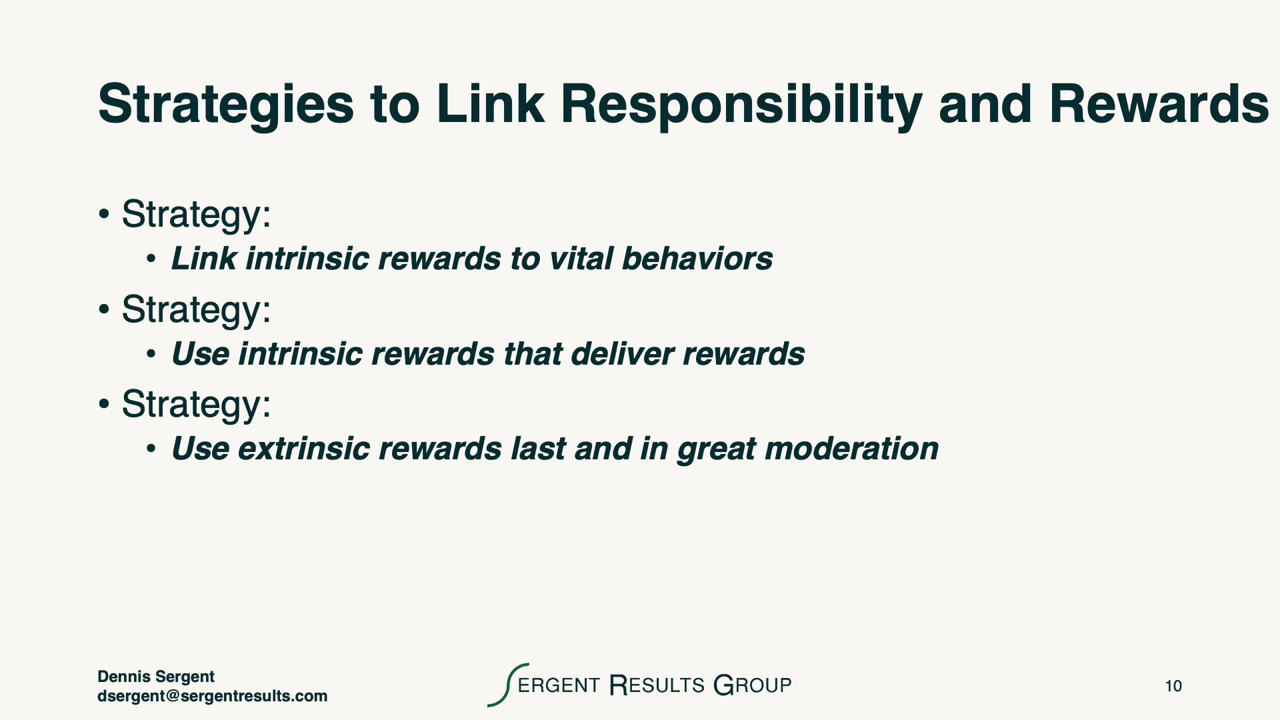 Strategies to Link Responsibility and Rewards
• Strategy:
• Link intrinsic rewards to vital behaviors
• Strategy:
• Use intrinsic rewards that deliver rewards
• Strategy:
• Use extrinsic rewards last and in great moderation
Dennis Sergent
dsergent@sergentresults.com
SERGENT RESULTS GROUP
10